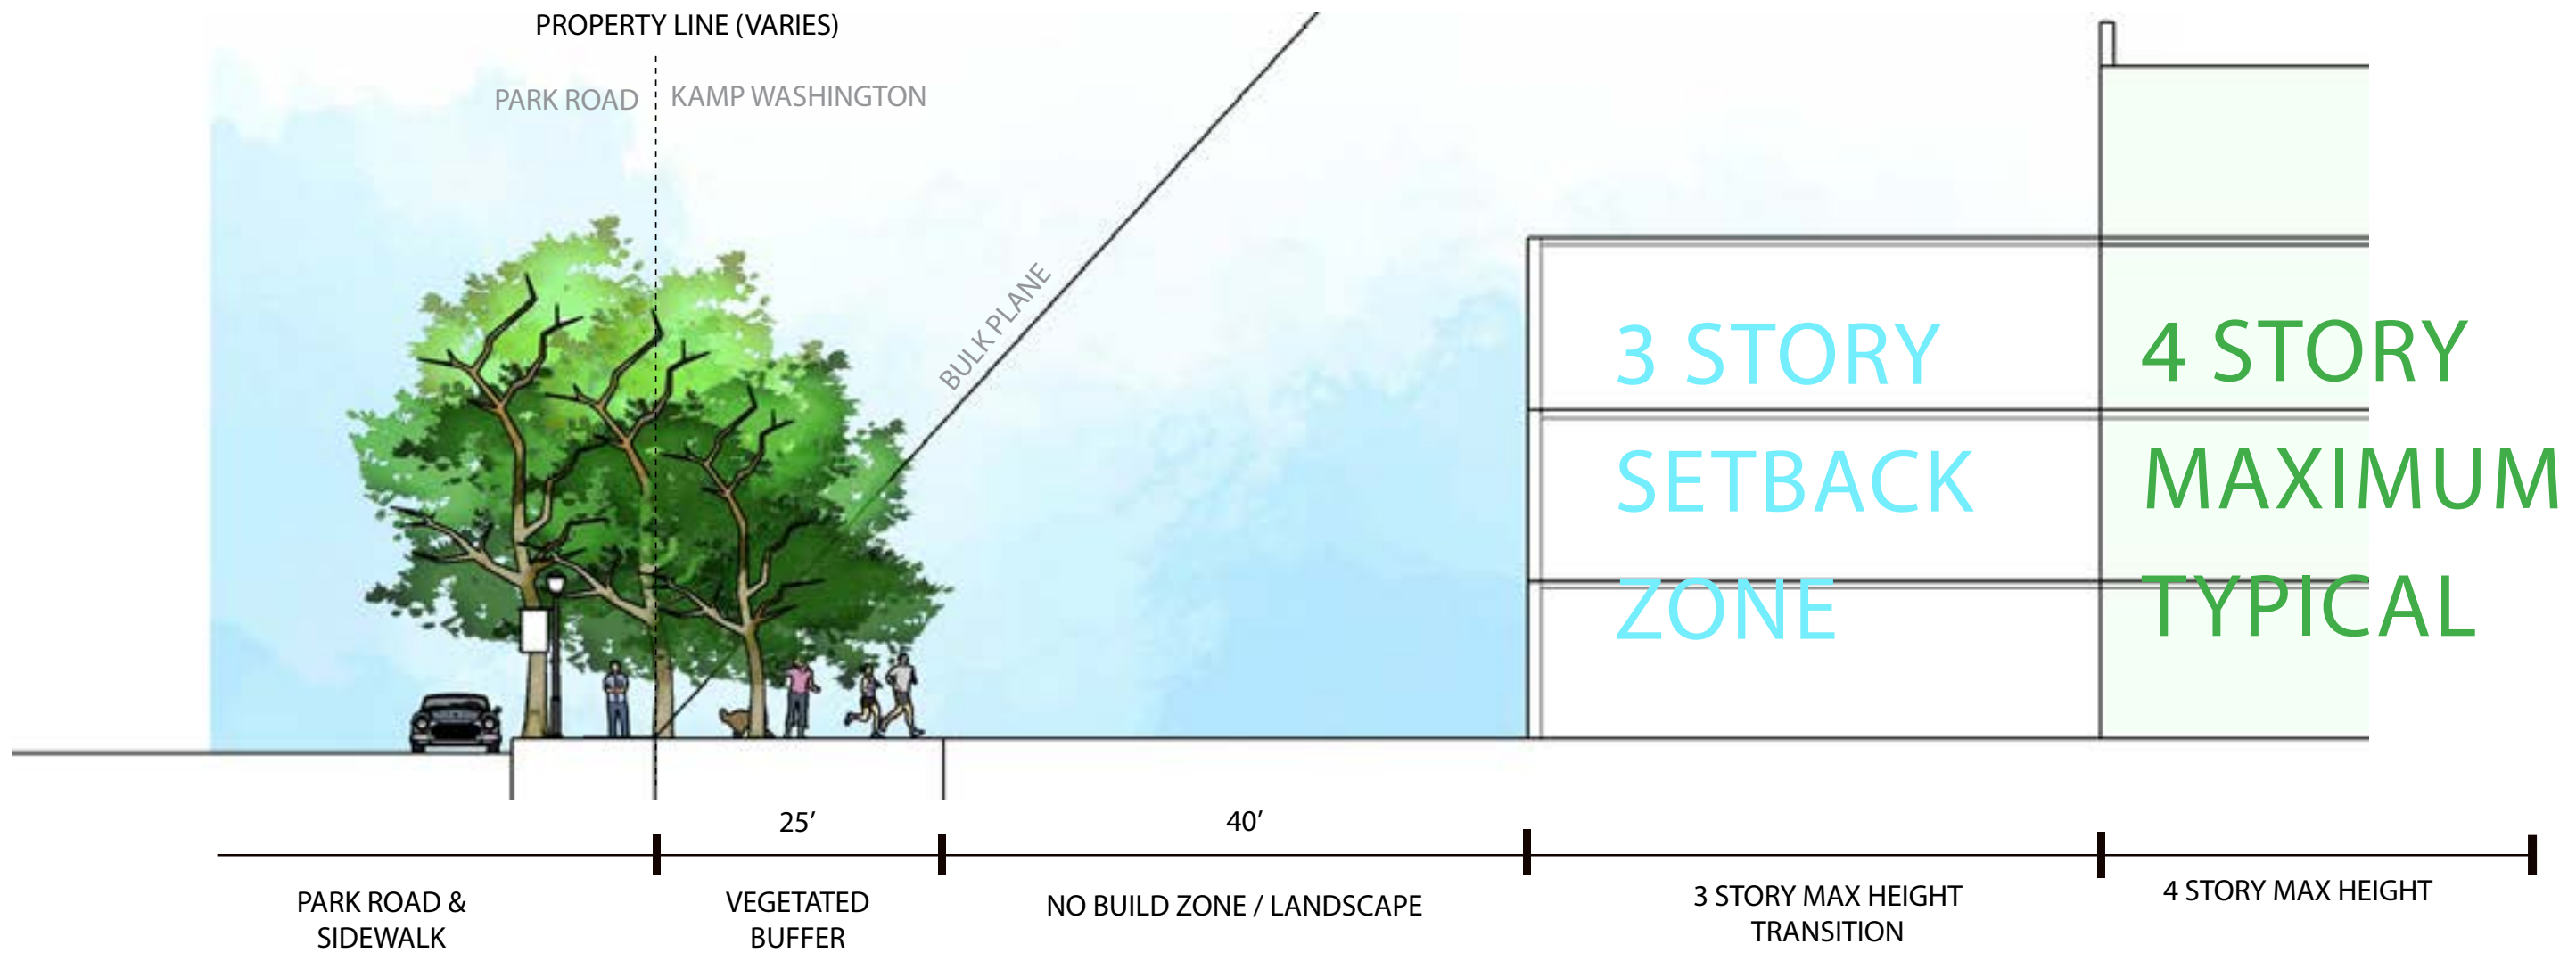 PROPERTY LINE (VARIES)
PARK ROAD
KAMP WASHINGTON
BULK PLANE
3 STORY
SETBACK
ZONE
4 STORY
MAXIMUM
TYPICAL
25’
40’
PARK ROAD &
SIDEWALK
VEGETATED
BUFFER
NO BUILD ZONE / LANDSCAPE
3 STORY MAX HEIGHT
TRANSITION
4 STORY MAX HEIGHT